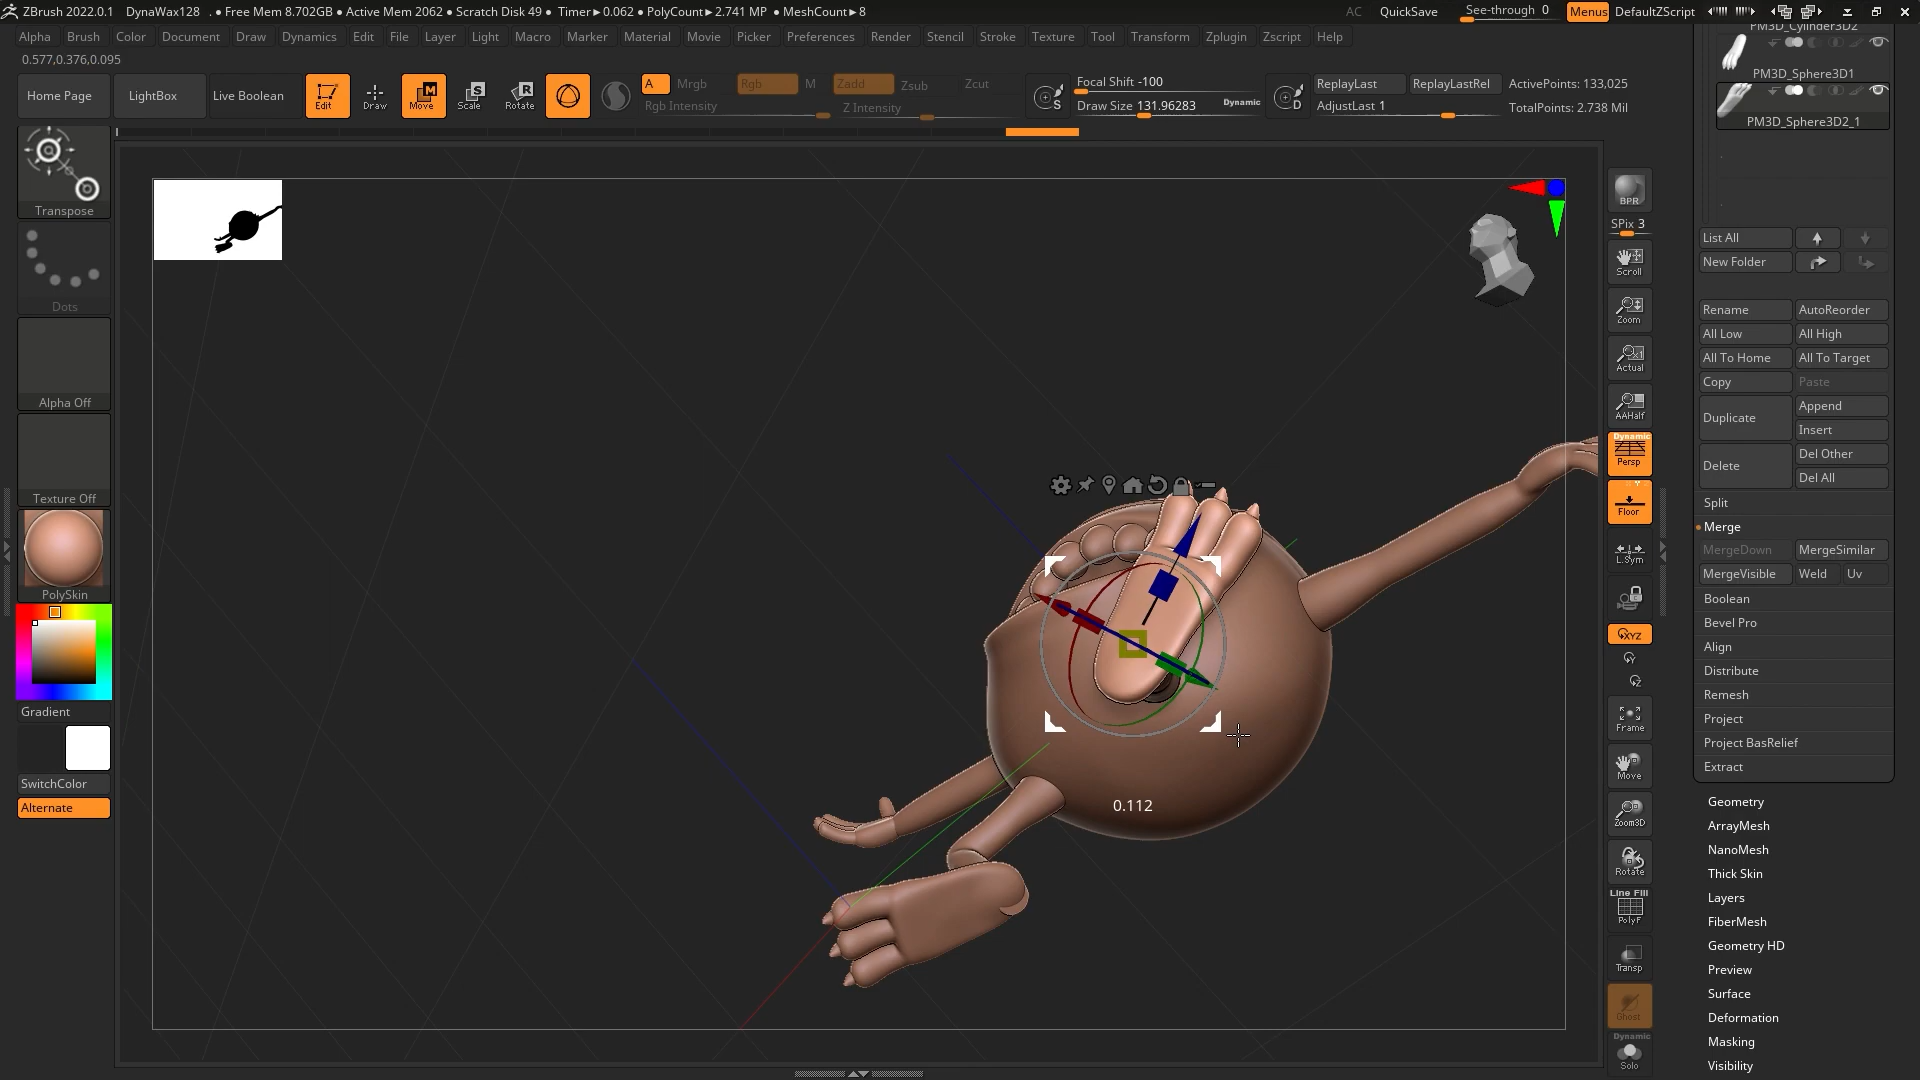 ZBrush 2022.0.1 DynaWax128 . ● Free Mem 8.702GB ● Active Mem 2062 ● Scratch Disk 49 ● Timer▸0.062 ● PolyCount▸2.741 MP ● MeshCount▸8 AC QuickSave See-through 0 Menus DefaultZScript
Alpha Brush Color Document Draw Dynamics Edit File Layer Light Macro Marker Material Movie Picker Preferences Render Stencil Stroke Texture Tool Transform Zplugin Zscript Help
0.577,0.376,0.095
Home Page LightBox Live Boolean Edit Draw Move Scale Rotate
A Mrgb Rgb M Zadd Zsub Zcut
Rgb Intensity Z Intensity
Focal Shift -100
Draw Size 131.96283 Dynamic
ReplayLast ReplayLastRel ActivePoints: 133,025
AdjustLast 1 TotalPoints: 2.738 Mil
Transpose
Dots
Alpha Off
Texture Off
PolySkin
Gradient
SwitchColor
Alternate
0.112
BPR
SPix 3
Scroll
Zoom
Actual
AAHalf
Dynamic
Persp
Floor
L.Sym
XYZ
Frame
Move
Zoom3D
Rotate
Line Fill
PolyF
Transp
Ghost
Dynamic
Solo
PM3D_Cylinder3D2
PM3D_Sphere3D1
PM3D_Sphere3D2_1
List All
New Folder
Rename AutoReorder
All Low All High
All To Home All To Target
Copy Paste
Duplicate Append
Insert
Delete Del Other
Del All
Split
Merge
MergeDown MergeSimilar
MergeVisible Weld Uv
Boolean
Bevel Pro
Align
Distribute
Remesh
Project
Project BasRelief
Extract
Geometry
ArrayMesh
NanoMesh
Thick Skin
Layers
FiberMesh
Geometry HD
Preview
Surface
Deformation
Masking
Visibility